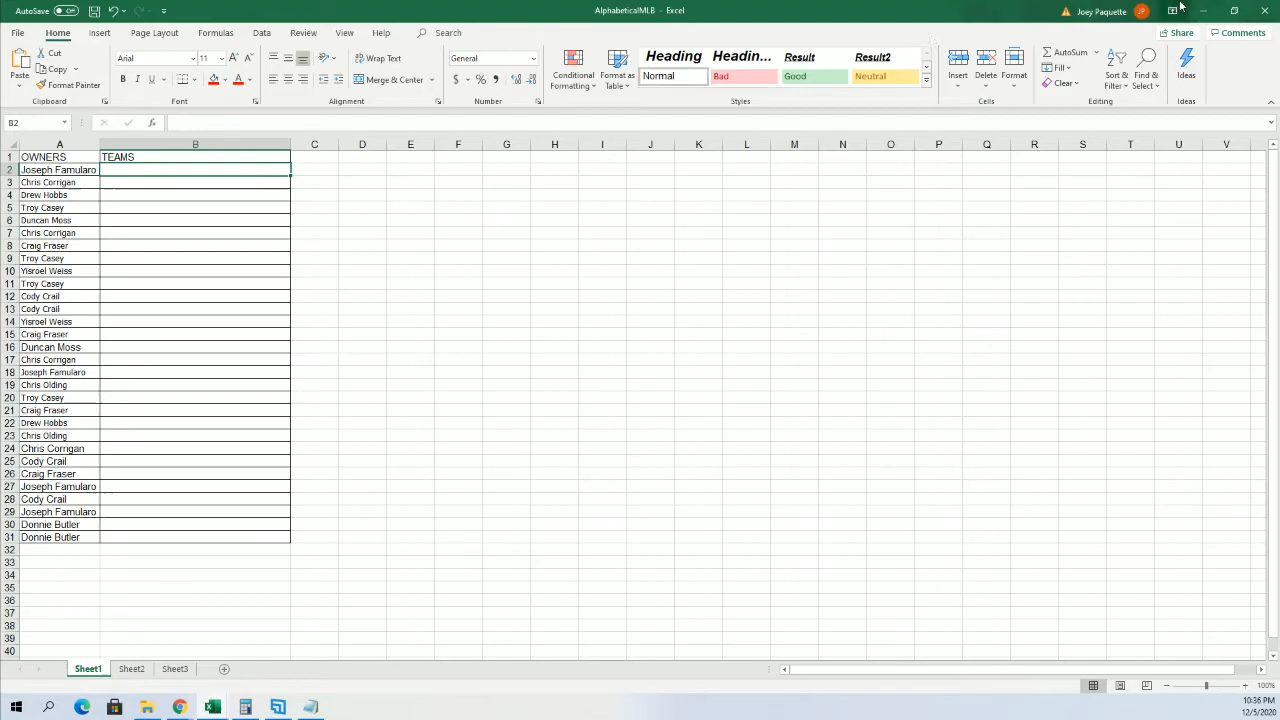 AutoSave Off AlphabeticalMLB - Excel Joey Paquette JP
File Home Insert Page Layout Formulas Data Review View Help Search Share Comments
Paste Cut Copy Format Painter Clipboard
Arial 11 B I U A Font
Wrap Text Merge & Center Alignment
General $ % , Number
Conditional Formatting Format as Table
Heading Headin... Result Result2
Normal Bad Good Neutral
Styles
Insert Delete Format Cells
AutoSum Fill Clear Sort & Filter Find & Select Editing
Ideas Ideas
B2 fx
A B C D E F G H I J K L M N O P Q R S T U V
1 OWNERS TEAMS
2 Joseph Famularo
3 Chris Corrigan
4 Drew Hobbs
5 Troy Casey
6 Duncan Moss
7 Chris Corrigan
8 Craig Fraser
9 Troy Casey
10 Yisroel Weiss
11 Troy Casey
12 Cody Crail
13 Cody Crail
14 Yisroel Weiss
15 Craig Fraser
16 Duncan Moss
17 Chris Corrigan
18 Joseph Famularo
19 Chris Olding
20 Troy Casey
21 Craig Fraser
22 Drew Hobbs
23 Chris Olding
24 Chris Corrigan
25 Cody Crail
26 Craig Fraser
27 Joseph Famularo
28 Cody Crail
29 Joseph Famularo
30 Donnie Butler
31 Donnie Butler
32
33
34
35
36
37
38
39
40
Sheet1 Sheet2 Sheet3
100%
10:36 PM
12/5/2020